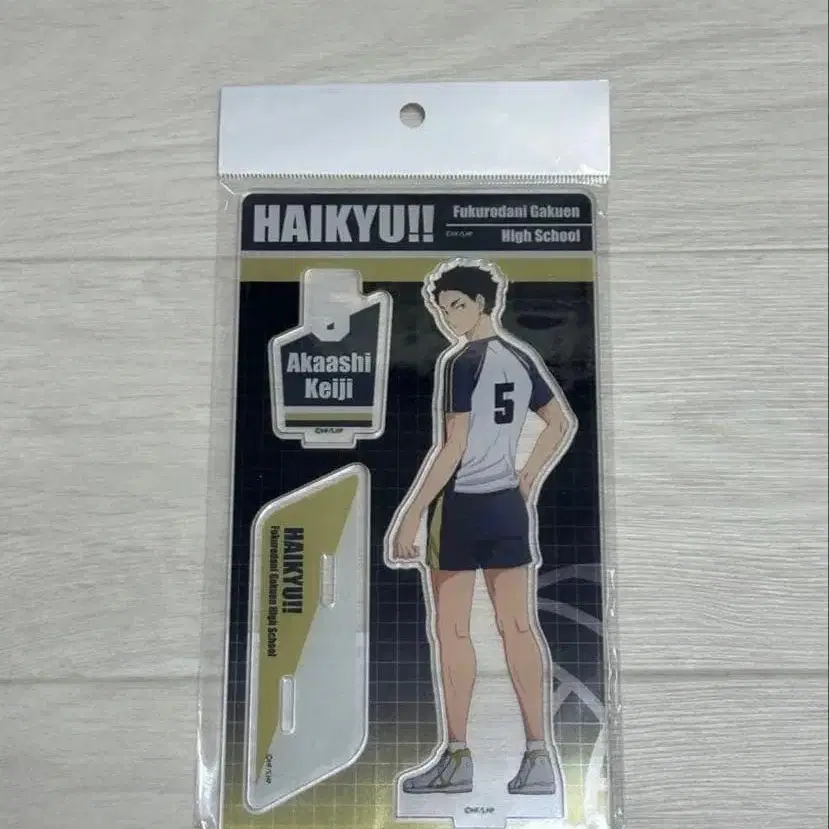 HAIKYU!!
Fukurodani Gakuen
High School
Akaashi
Keiji
5
HAIKYU!!
Fukurodani Gakuen High School